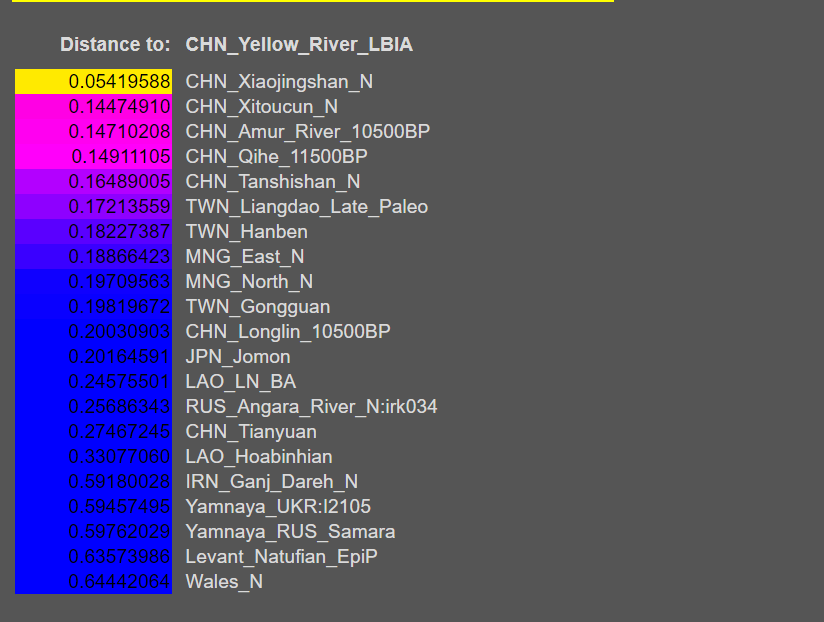 Distance to: CHN_Yellow_River_LBIA
0.05419588 CHN_Xiaojingshan_N
0.14474910 CHN_Xitoucun_N
0.14710208 CHN_Amur_River_10500BP
0.14911105 CHN_Qihe_11500BP
0.16489005 CHN_Tanshishan_N
0.17213559 TWN_Liangdao_Late_Paleo
0.18227387 TWN_Hanben
0.18866423 MNG_East_N
0.19709563 MNG_North_N
0.19819872 TWN_Gongguan
0.20030903 CHN_Longlin_10500BP
0.20164591 JPN_Jomon
0.24575501 LAO_LN_BA
0.25686343 RUS_Angara_River_N:irk034
0.27467245 CHN_Tianyuan
0.33077060 LAO_Hoabinhian
0.59180028 IRN_Ganj_Dareh_N
0.59457495 Yamnaya_UKR:I2105
0.59762029 Yamnaya_RUS_Samara
0.63573986 Levant_Natufian_EpiP
0.64442064 Wales_N